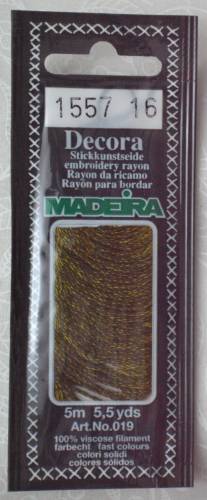 1557 16
Decora
Stickkunstseide
embroidery rayon
Rayon da ricamo
Rayón para bordar
MADEIRA
5m 5,5 yds
Art.No.019
100% viscose filament
farbecht fast colours
colori solidi
colores sólidos